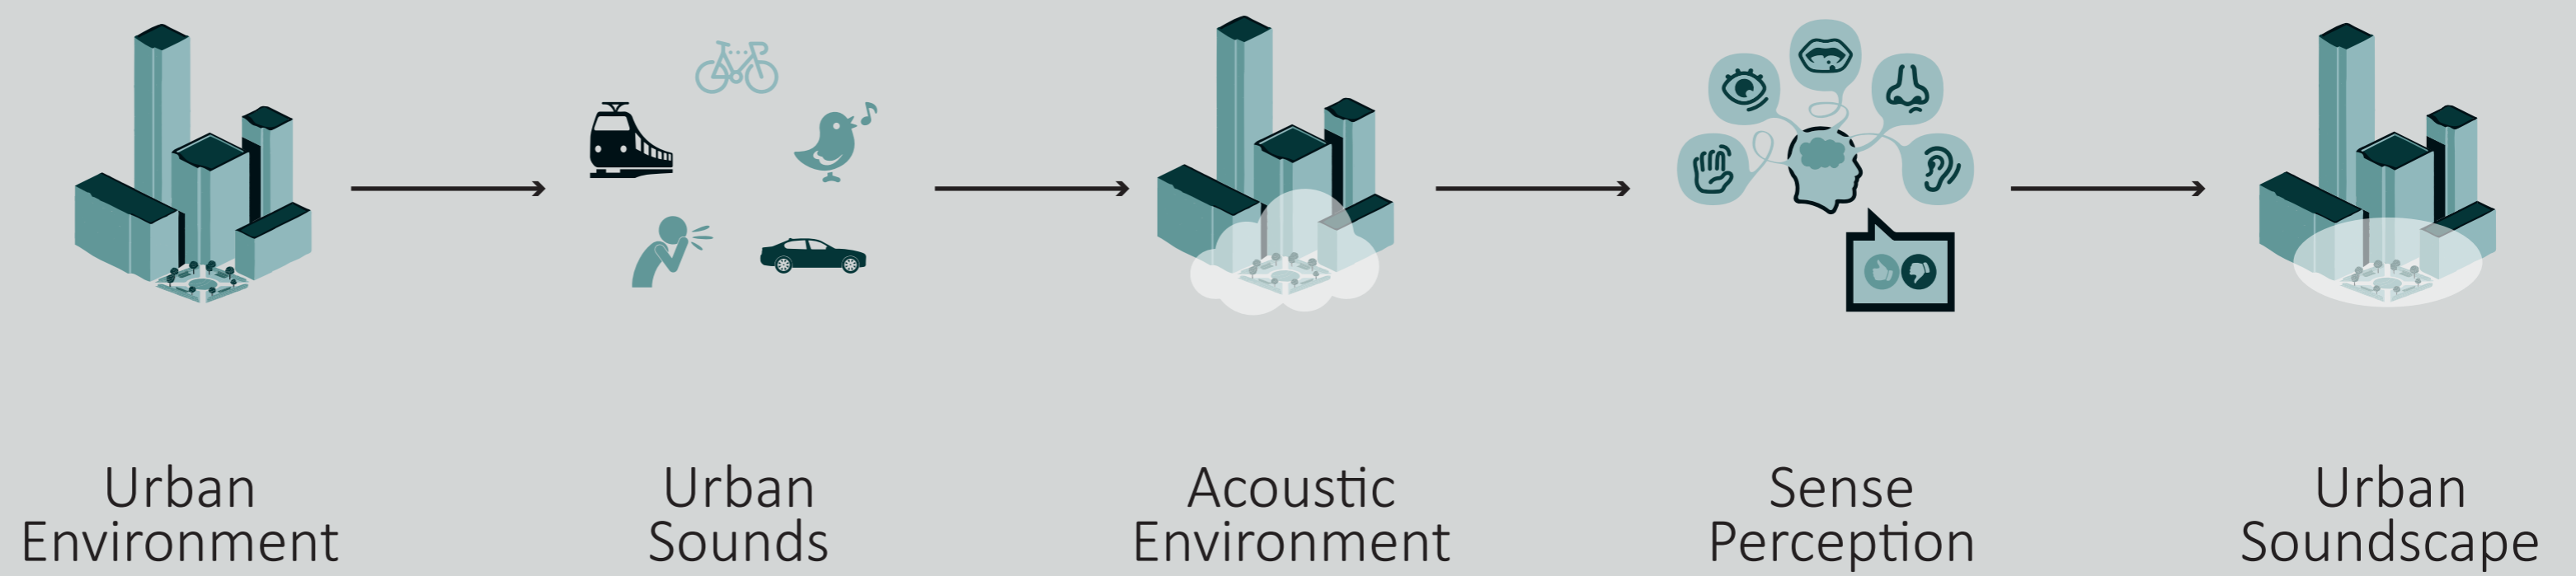 Urban
Environment
Urban
Sounds
Acoustic
Environment
Sense
Perception
Urban
Soundscape